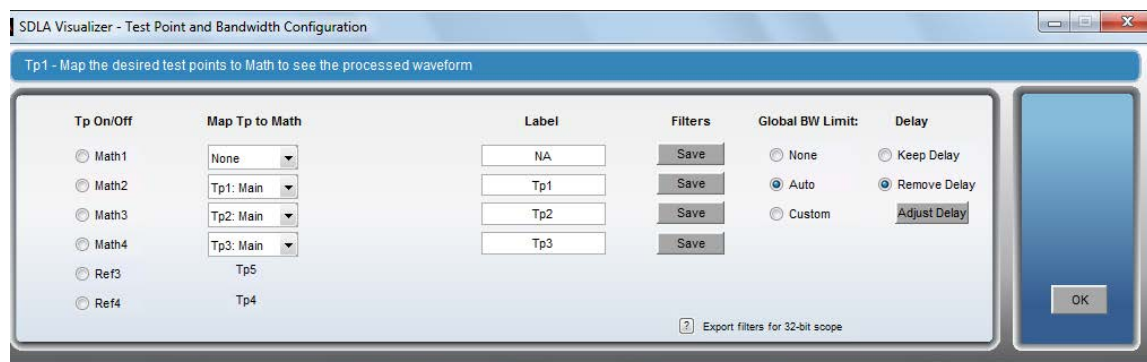 SDLA Visualizer - Test Point and Bandwidth Configuration
Tp1 - Map the desired test points to Math to see the processed waveform
Tp On/Off Map Tp to Math Label Filters Global BW Limit: Delay
Math1 None NA Save None Keep Delay
Math2 Tp1: Main Tp1 Save Auto Remove Delay
Math3 Tp2: Main Tp2 Save Custom Adjust Delay
Math4 Tp3: Main Tp3 Save
Ref3 Tp5
Ref4 Tp4
OK
? Export filters for 32-bit scope